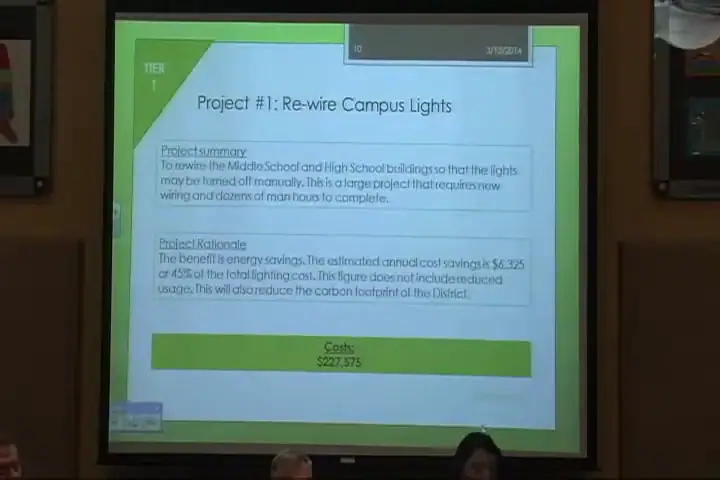 10
3/12/2014
TIER
1
Project #1: Re-wire Campus Lights
Project summary
To rewire the Middle School and High School buildings so that the lights
may be turned off manually. This is a large project that requires new
wiring and dozens of man hours to complete.
Project Rationale
The benefit is energy savings. The estimated annual cost savings is $6,325
or 45% of the total lighting cost. This figure does not include reduced
usage. This will also reduce the carbon footprint of the District.
Costs:
$227,575